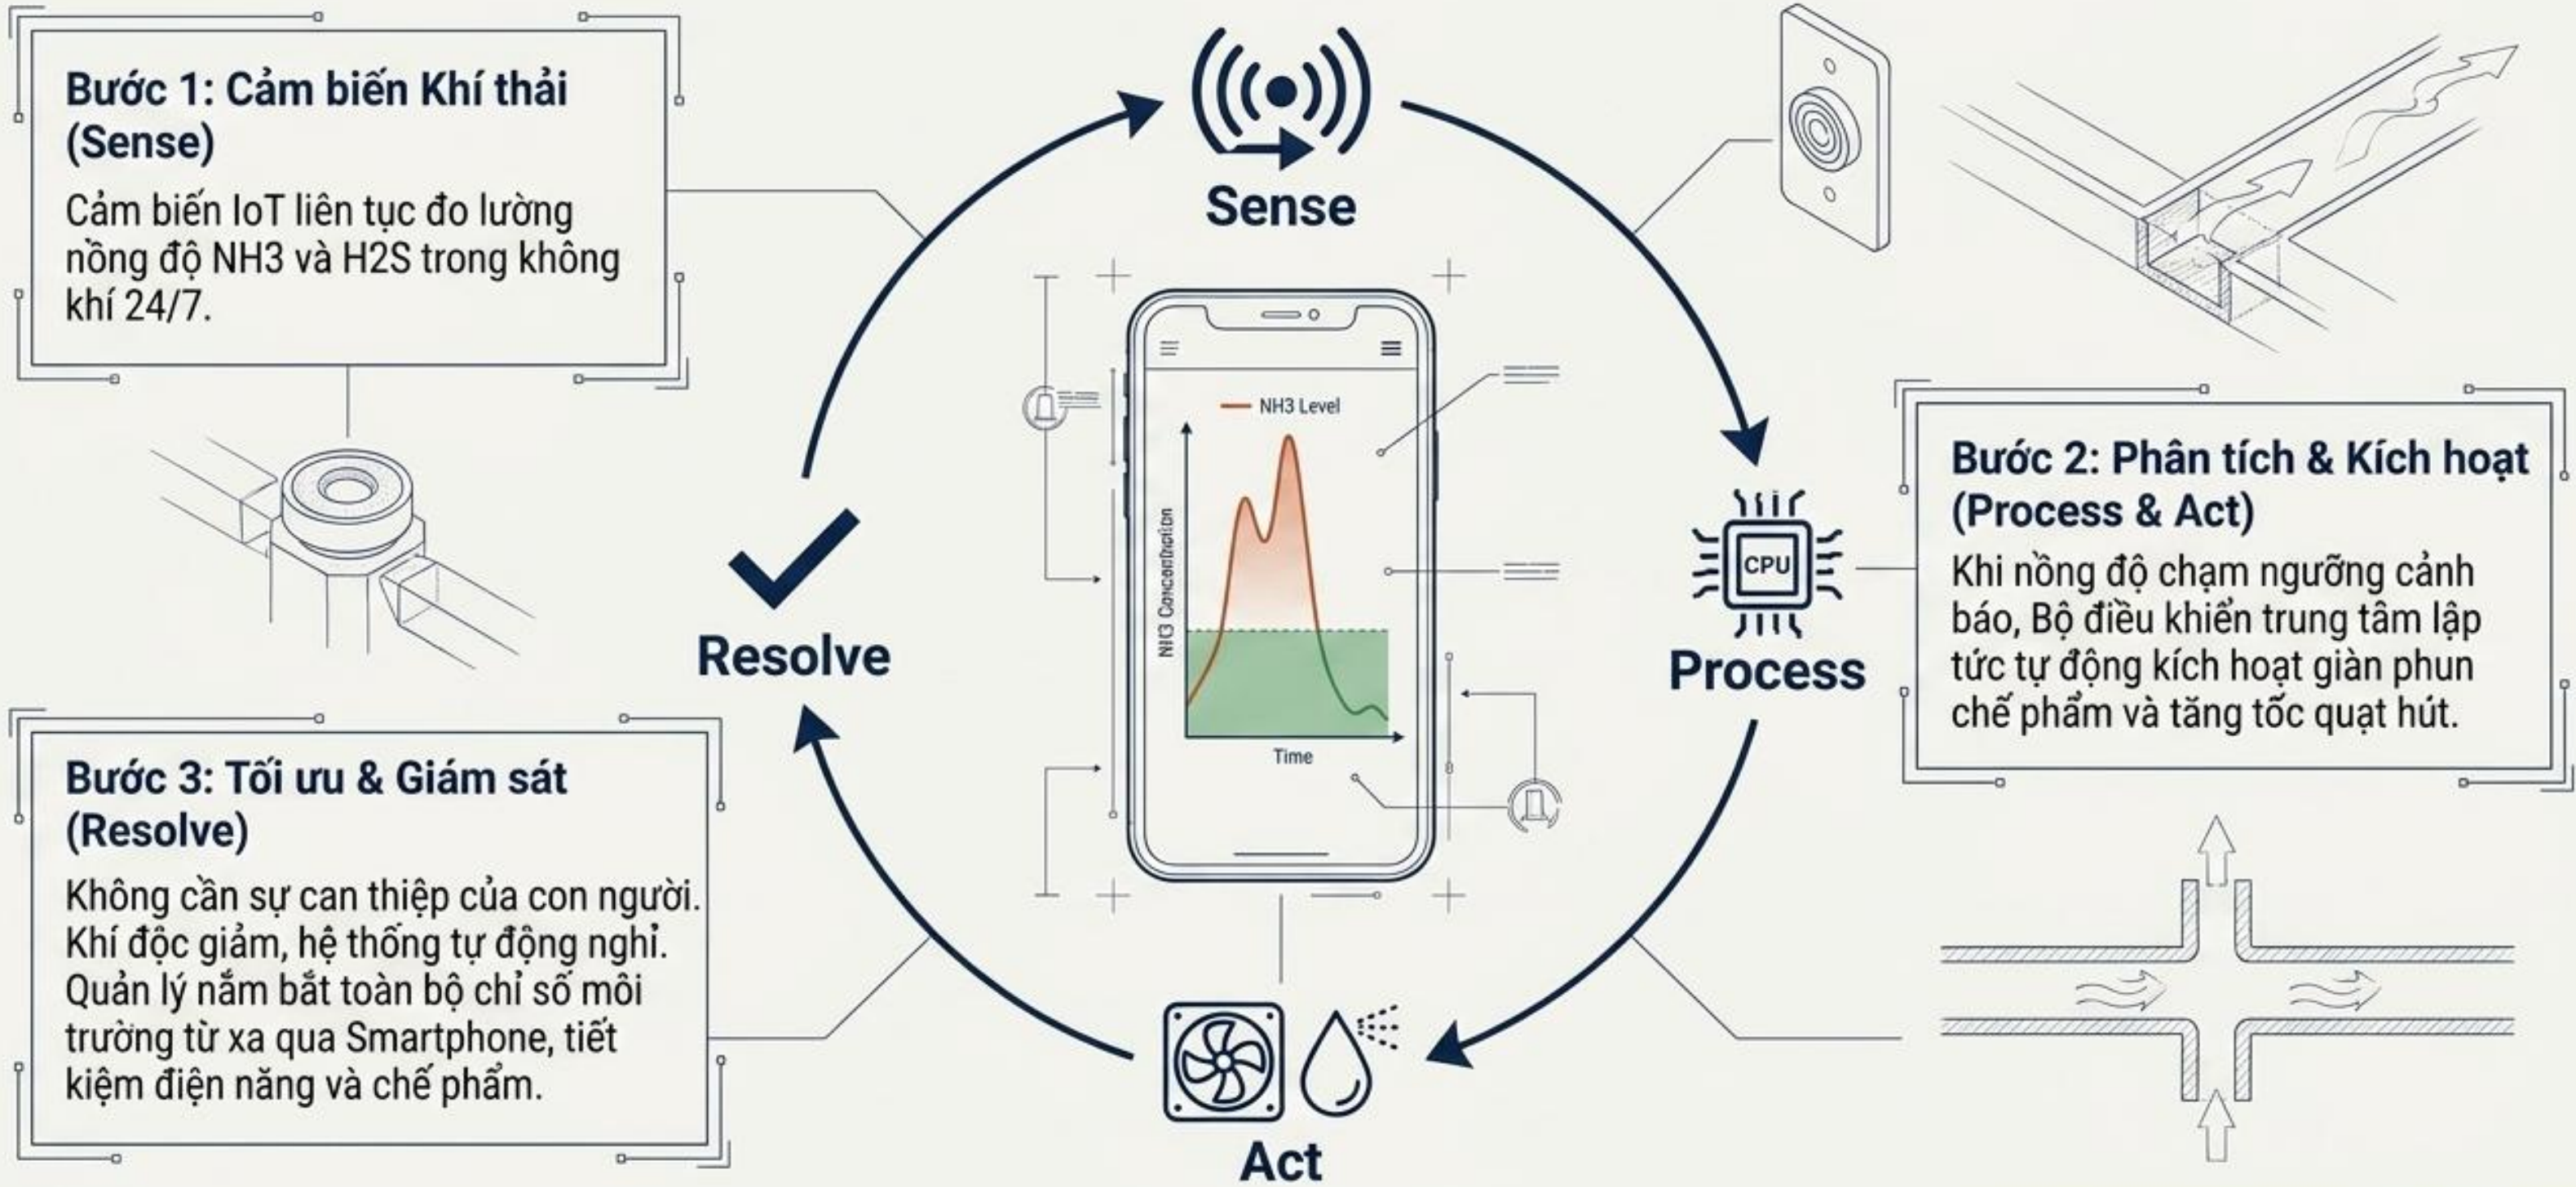 Bước 1: Cảm biến Khí thải
(Sense)
Cảm biến IoT liên tục đo lường
nồng độ NH3 và H2S trong không
khí 24/7.
Sense
NH3 Level
Time
CPU
Process
Bước 2: Phân tích & Kích hoạt
(Process & Act)
Khi nồng độ chạm ngưỡng cảnh
báo, Bộ điều khiển trung tâm lập
tức tự động kích hoạt giàn phun
chế phẩm và tăng tốc quạt hút.
Act
Resolve
Bước 3: Tối ưu & Giám sát
(Resolve)
Không cần sự can thiệp của con người.
Khí độc giảm, hệ thống tự động nghỉ.
Quản lý nắm bắt toàn bộ chỉ số môi
trường từ xa qua Smartphone, tiết
kiệm điện năng và chế phẩm.